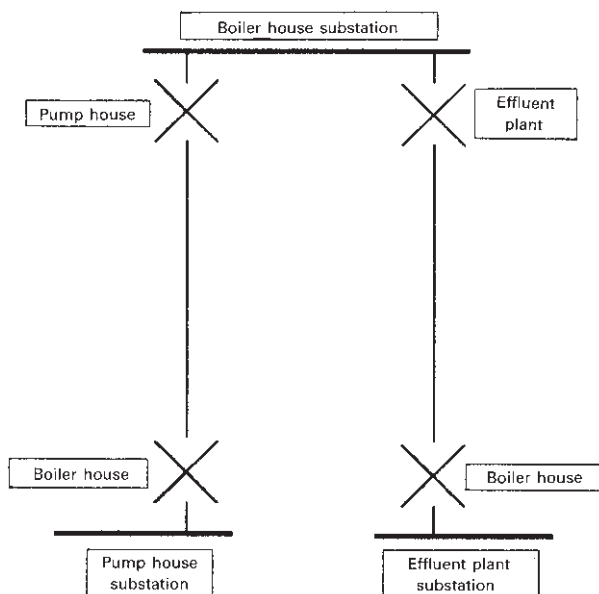 Boiler house substation
Pump house
Effluent
plant
Boiler house
Boiler house
Pump house
substation
Effluent plant
substation